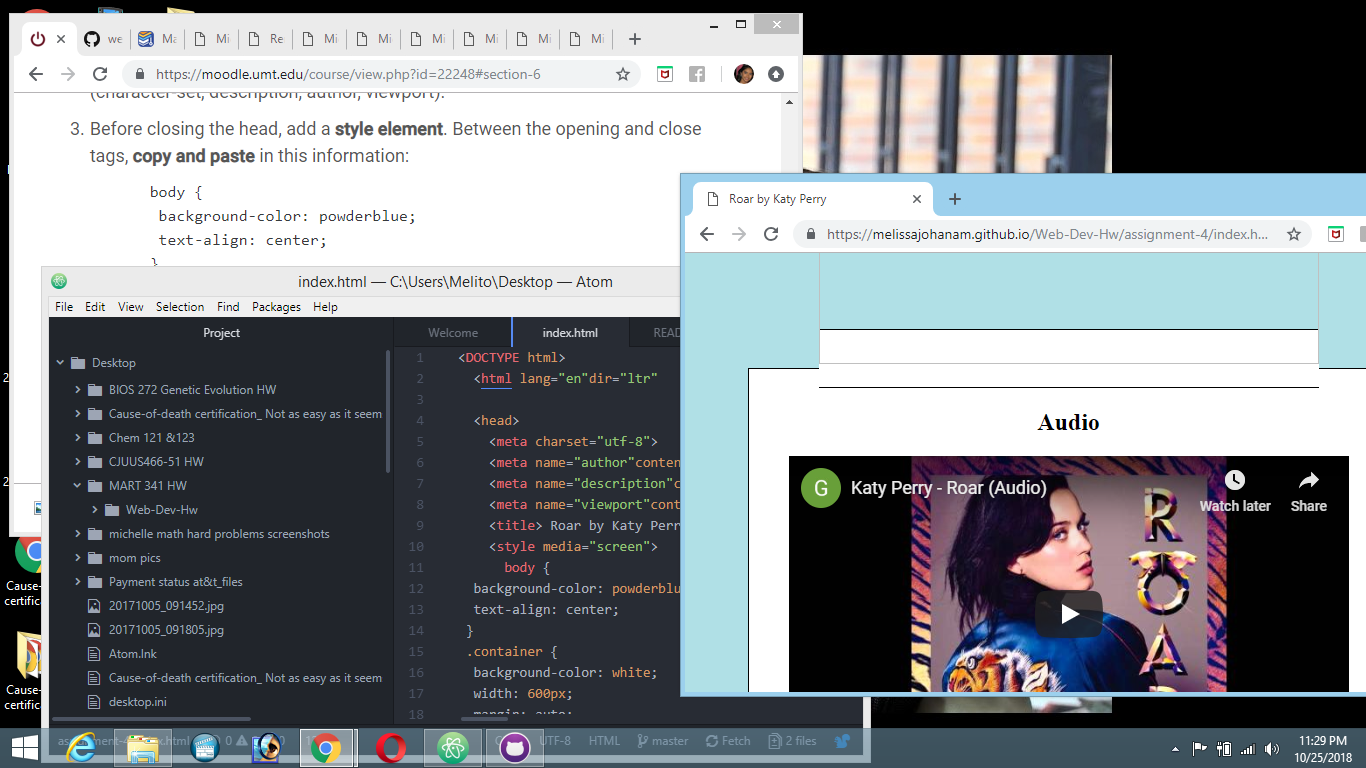 we
Ma
Mi
Re
Mi
Mi
Mi
Mi
Mi
Mi
https://moodle.umt.edu/course/view.php?id=22248#section-6
(character-set, description, author, viewport).
3. Before closing the head, add a style element. Between the opening and close
tags, copy and paste in this information:
body {
background-color: powderblue;
text-align: center;
}
Roar by Katy Perry
https://melissajohanam.github.io/Web-Dev-Hw/assignment-4/index.h...
Audio
G
Katy Perry - Roar (Audio)
Watch later
Share
ROAR
index.html — C:\Users\Melito\Desktop — Atom
File Edit View Selection Find Packages Help
Project
Desktop
BIOS 272 Genetic Evolution HW
Cause-of-death certification_ Not as easy as it seem
Chem 121 &123
CJUUS466-51 HW
MART 341 HW
Web-Dev-Hw
michelle math hard problems screenshots
mom pics
Payment status at&t_files
20171005_091452.jpg
20171005_091805.jpg
Atom.lnk
Cause-of-death certification_ Not as easy as it seem
desktop.ini
Welcome
index.html
READ
1 <DOCTYPE html>
2 <html lang="en"dir="ltr"
3
4 <head>
5 <meta charset="utf-8">
6 <meta name="author"conten
7 <meta name="description"c
8 <meta name="viewport"cont
9 <title> Roar by Katy Perr
10 <style media="screen">
11 body {
12 background-color: powderblu
13 text-align: center;
14 }
15 .container {
16 background-color: white;
17 width: 600px;
18 margin: auto;
Cause-
certific
Cause-
certific
UTF-8
HTML
master
Fetch
2 files
11:29 PM
10/25/2018